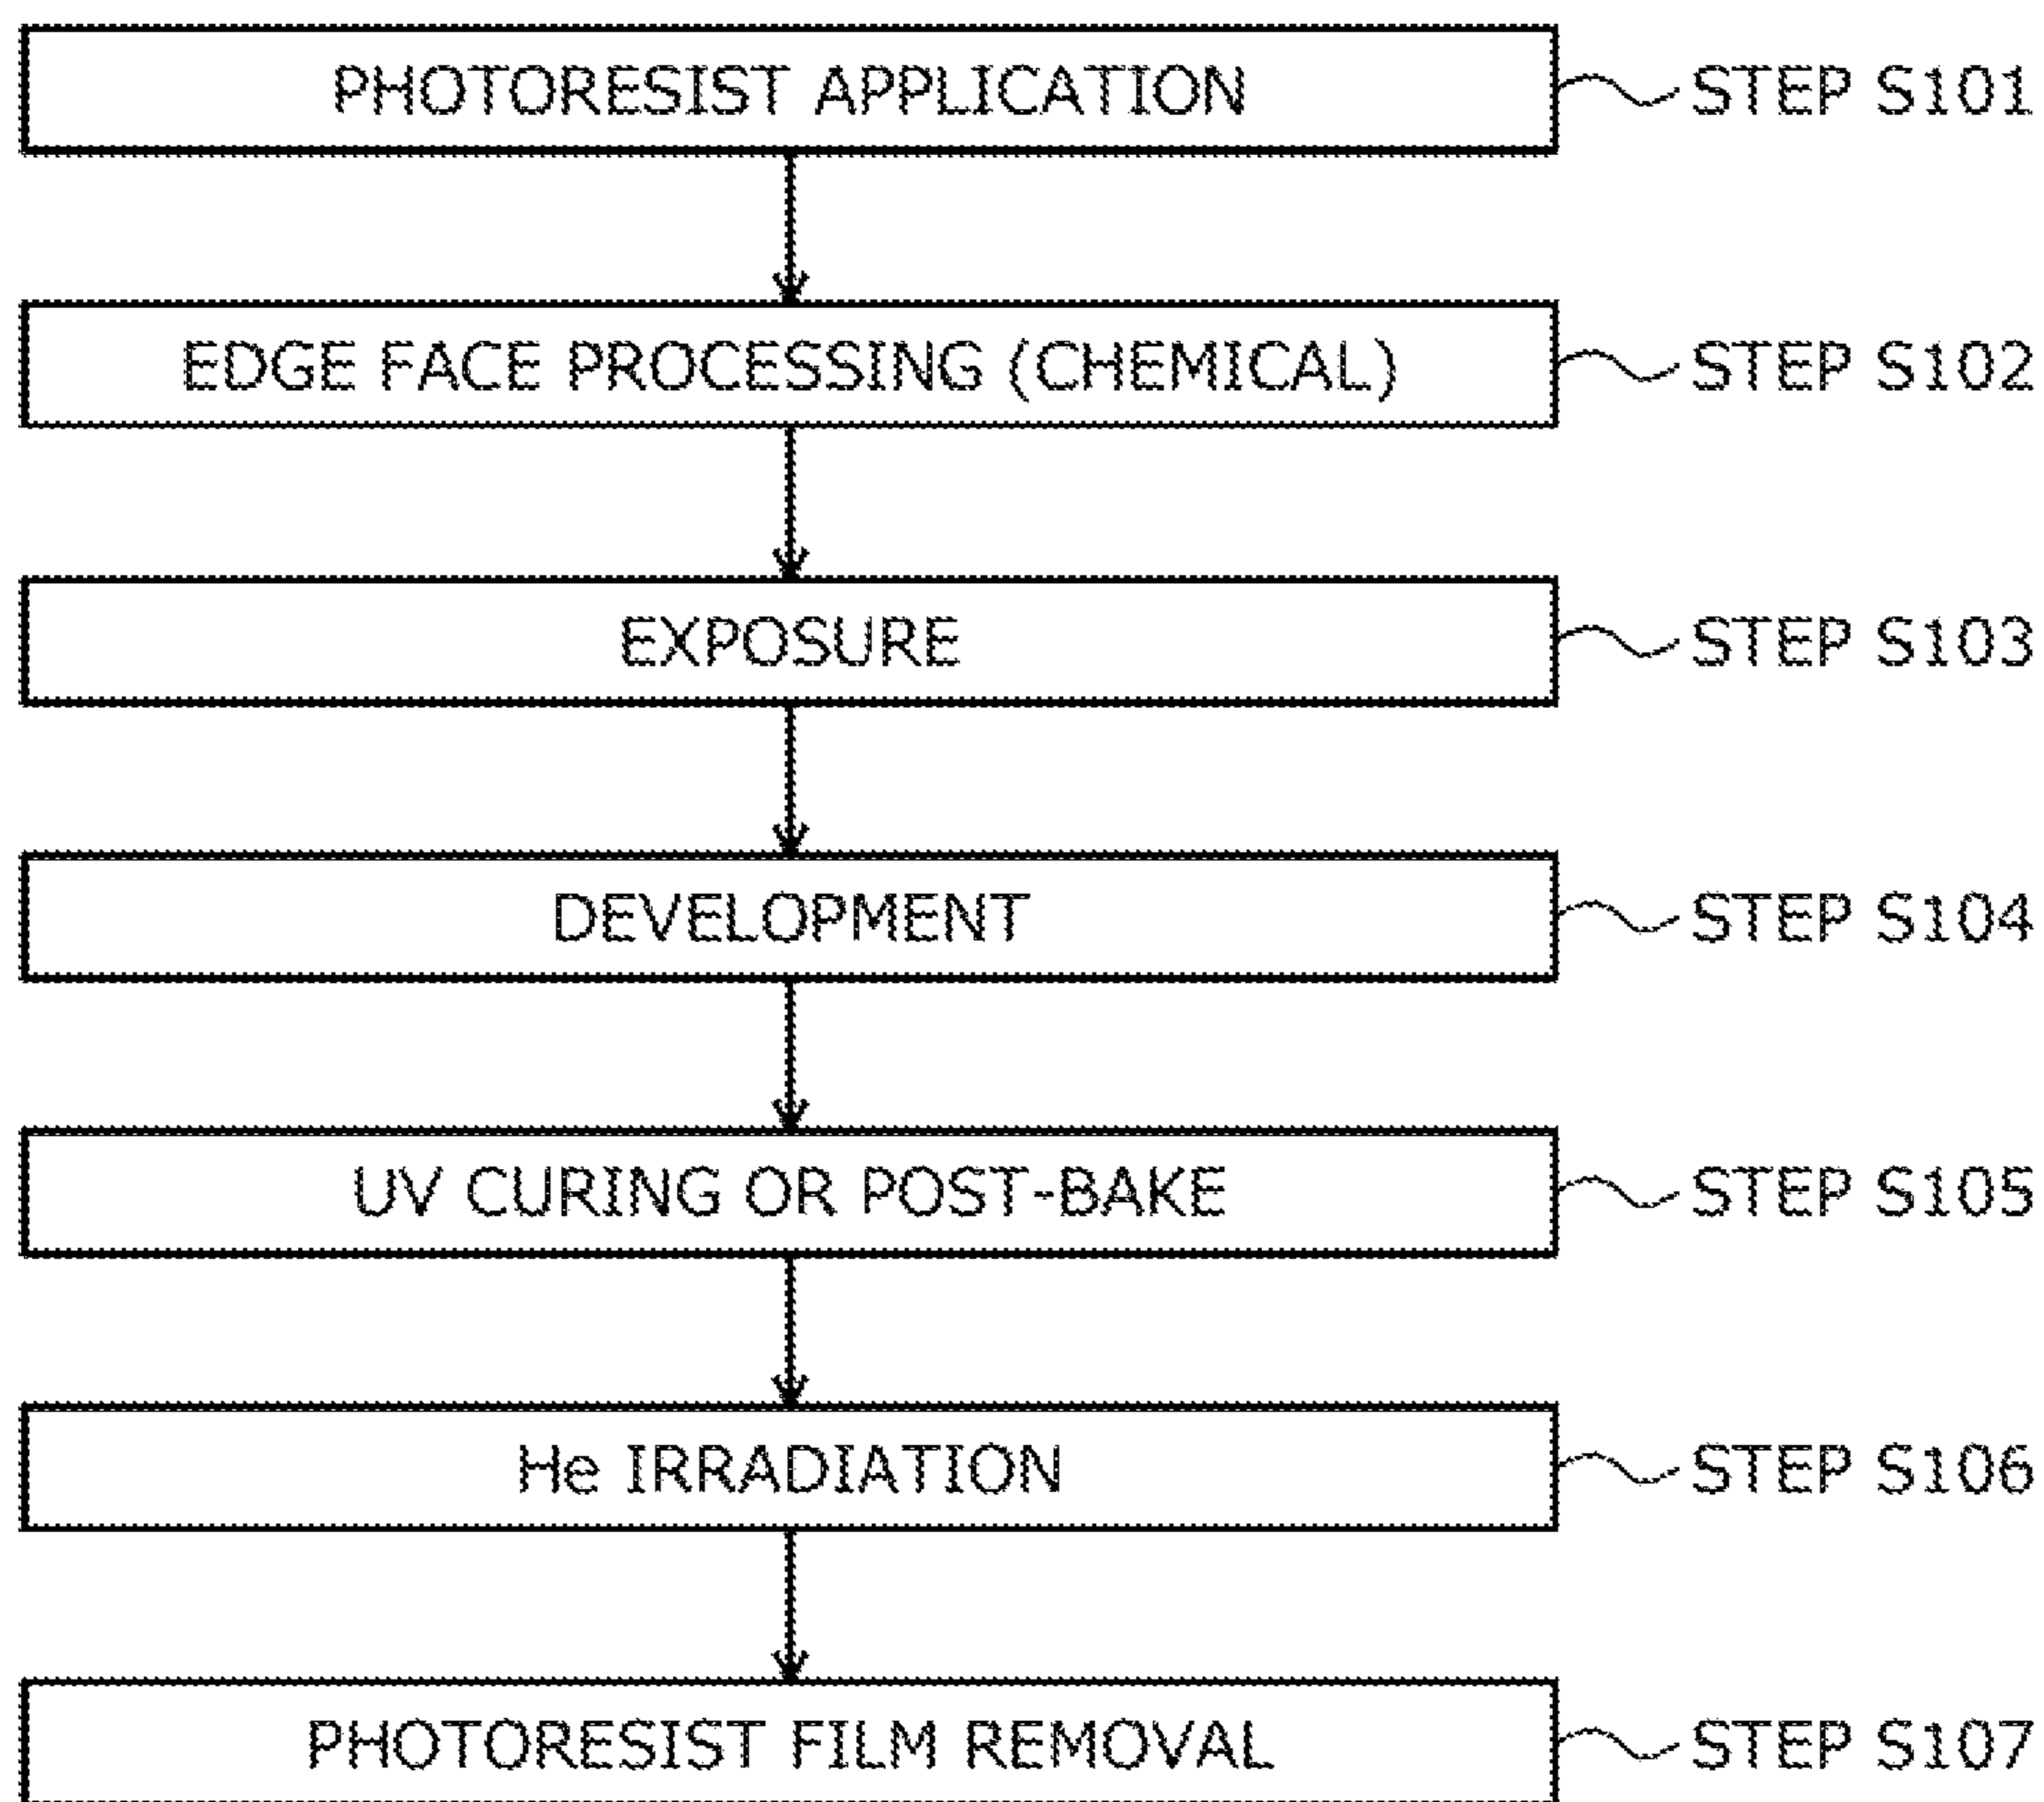 PHOTORESIST APPLICATION STEP S101
EDGE FACE PROCESSING (CHEMICAL) STEP S102
EXPOSURE STEP S103
DEVELOPMENT STEP S104
UV CURING OR POST-BAKE STEP S105
He IRRADIATION STEP S106
PHOTORESIST FILM REMOVAL STEP S107